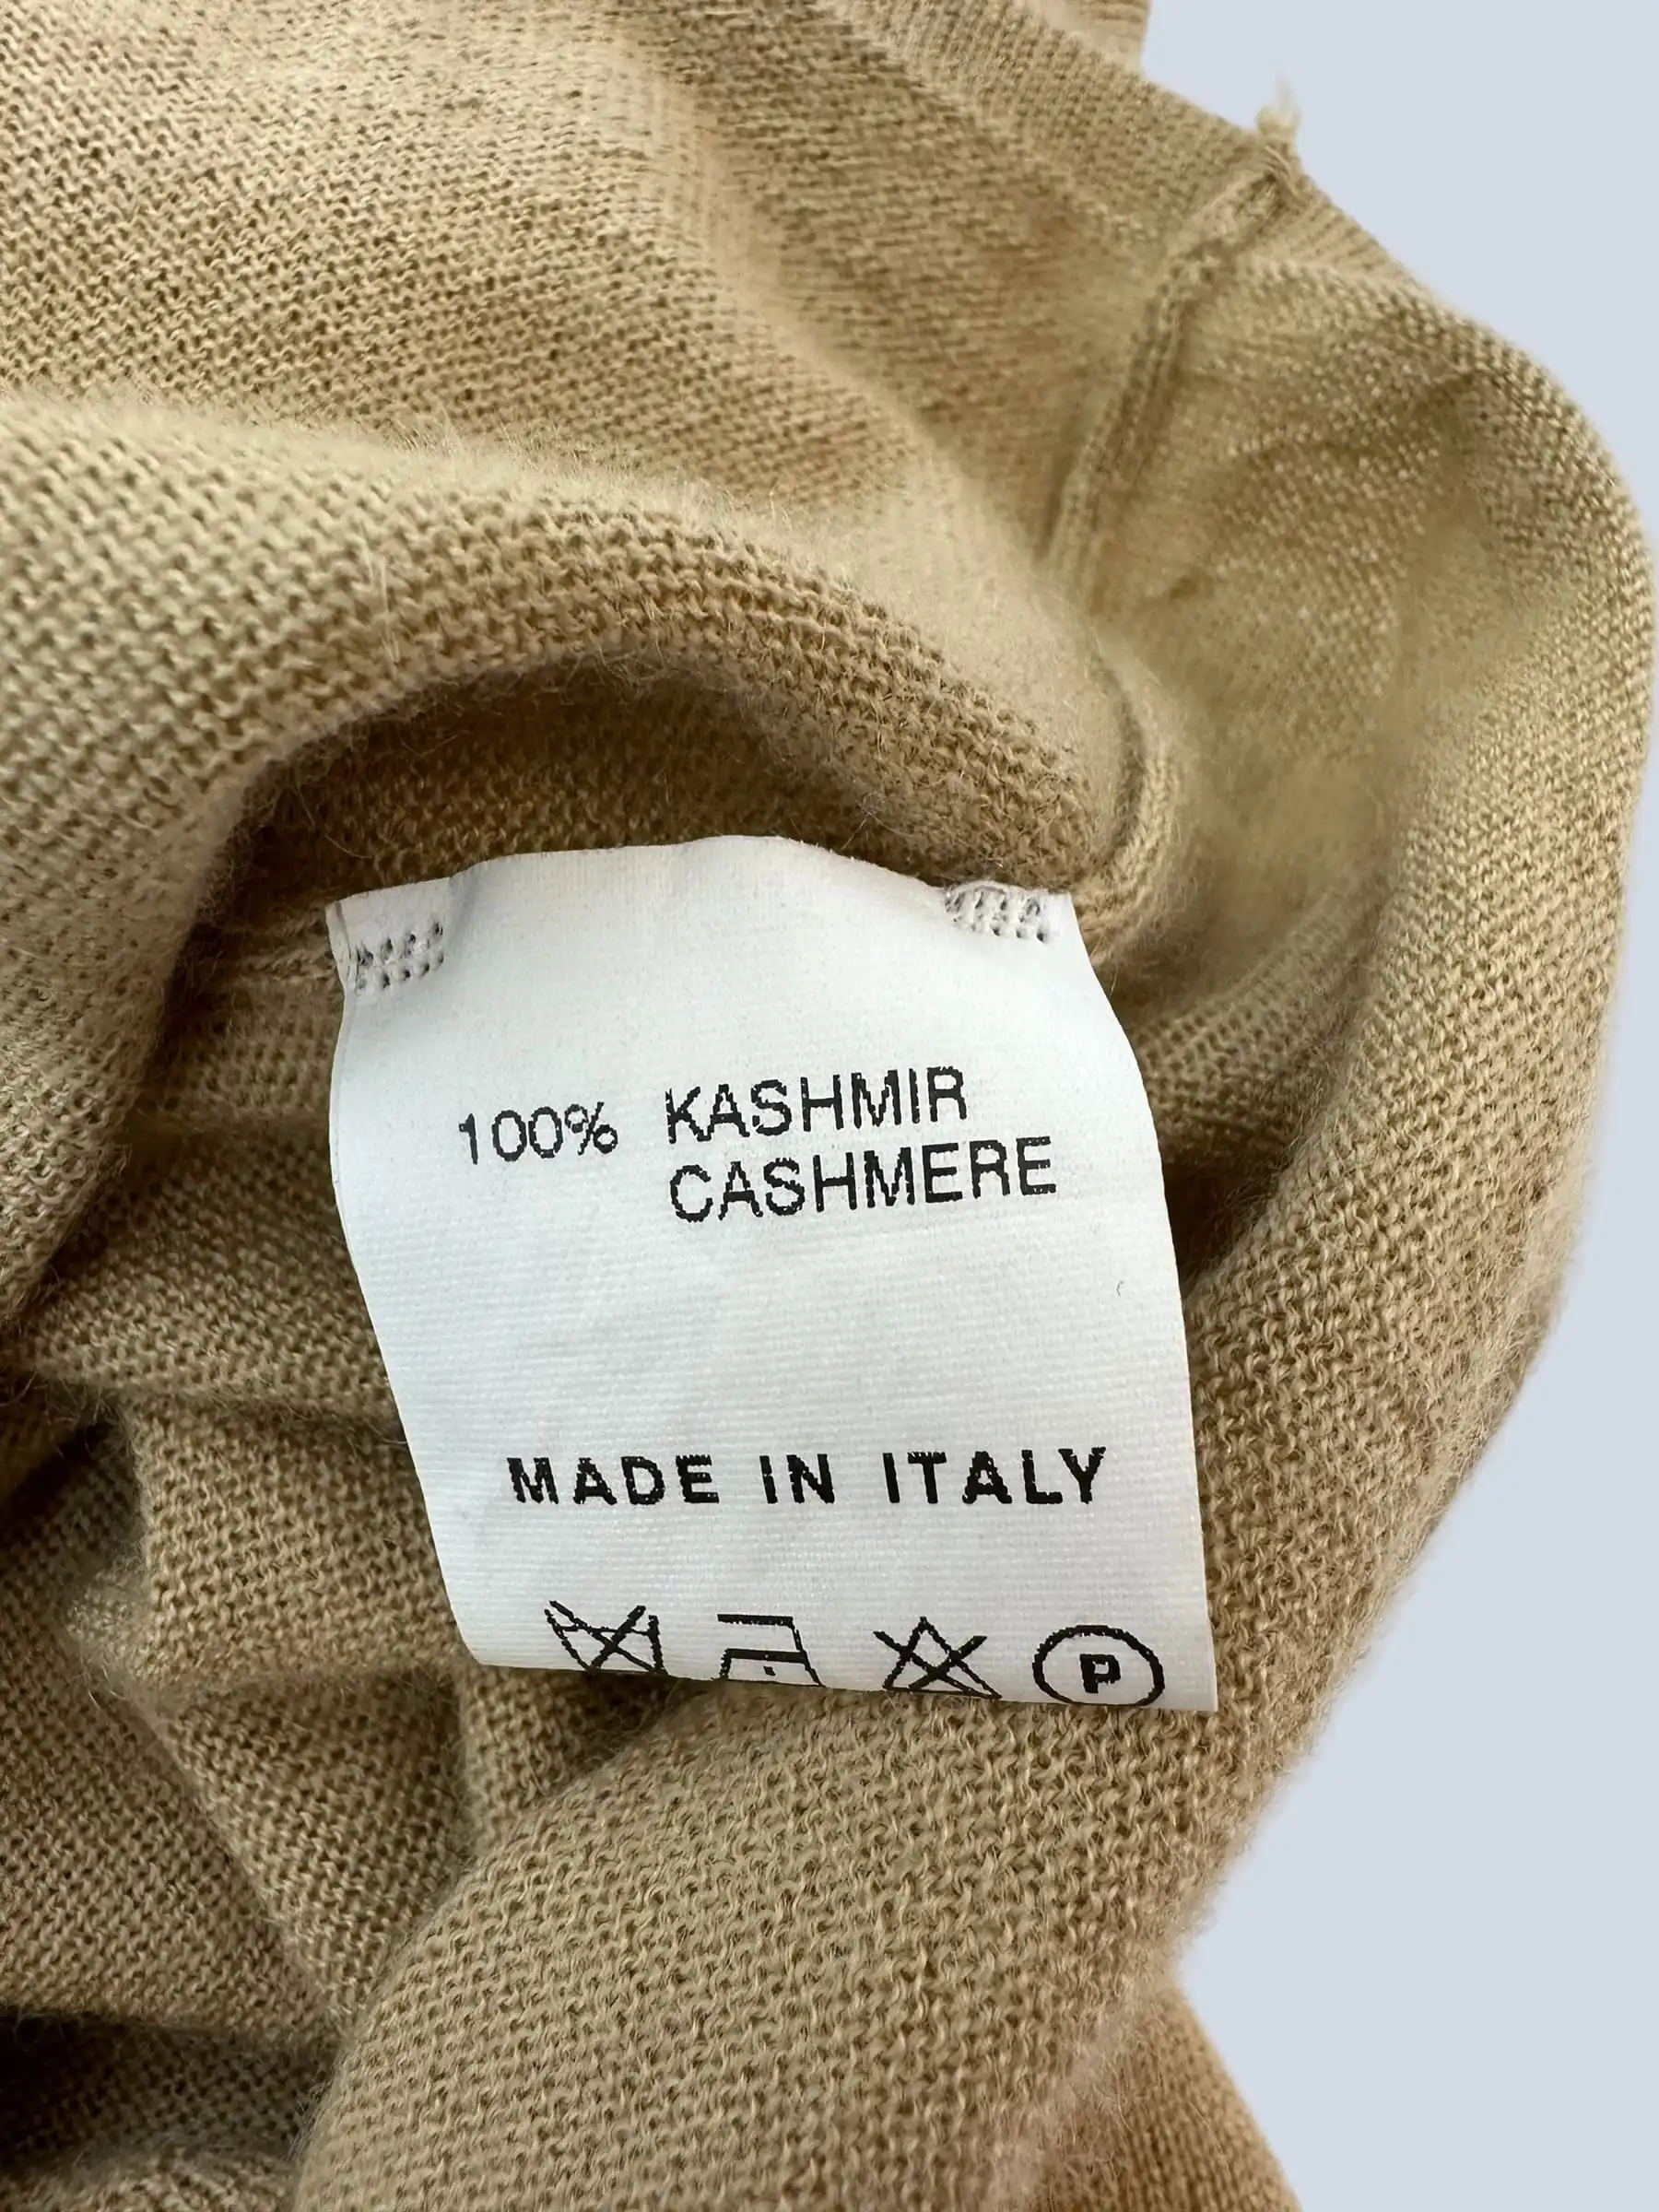 100% KASHMIR
CASHMERE
MADE IN ITALY
P